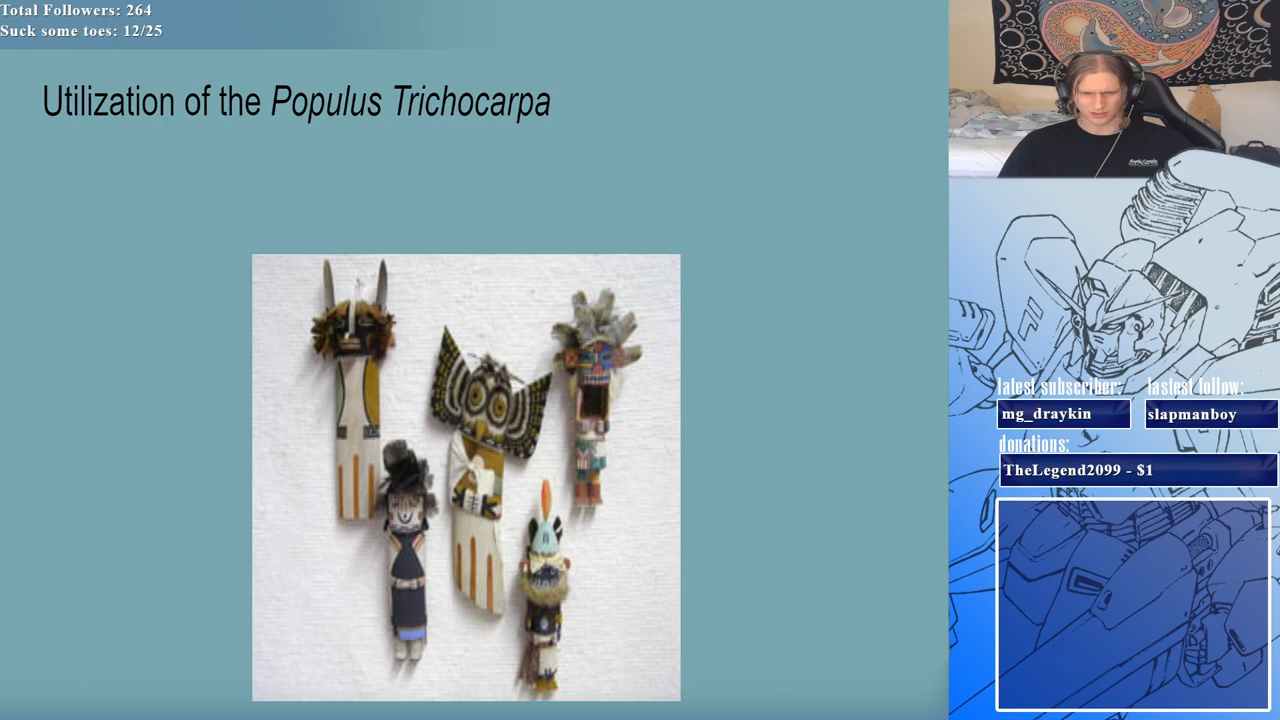 Total Followers: 264
Suck some toes: 12/25
Utilization of the Populus Trichocarpa
latest subscriber:
lastest follow:
mg_draykin
slapmanboy
donations:
TheLegend2099 - $1